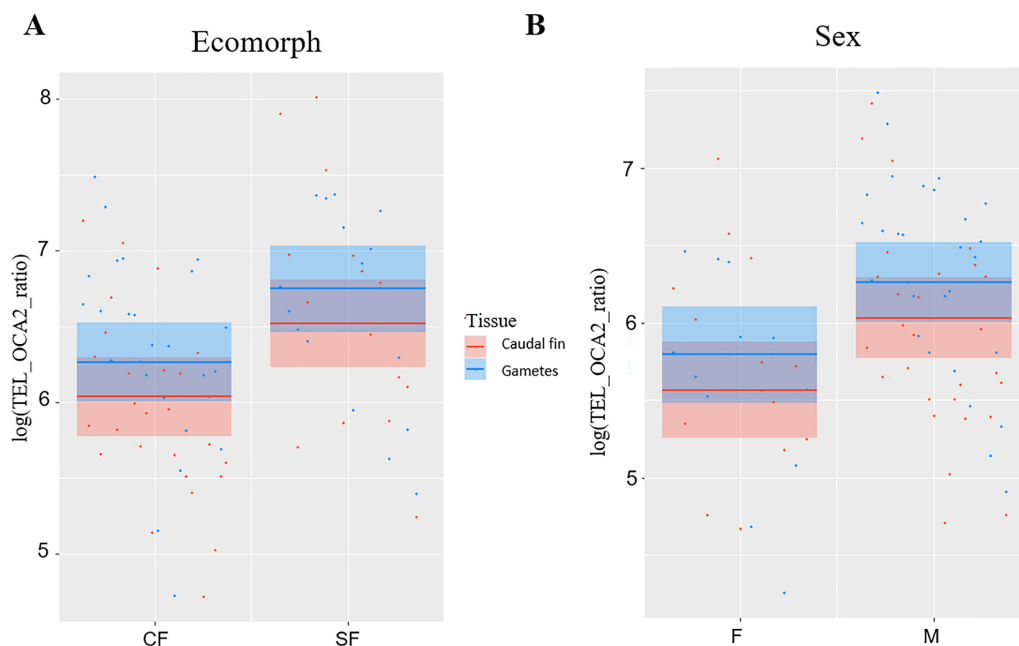 A
Ecomorph
log(TEL_OCA2_ratio)
8
7
6
5
CF
SF
Tissue
Caudal fin
Gametes
B
Sex
log(TEL_OCA2_ratio)
7
6
5
F
M